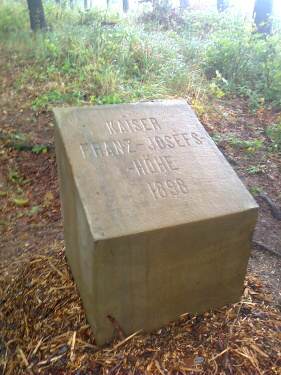 KAISER
FRANZ-JOSEFS-
-HÖHE
1898